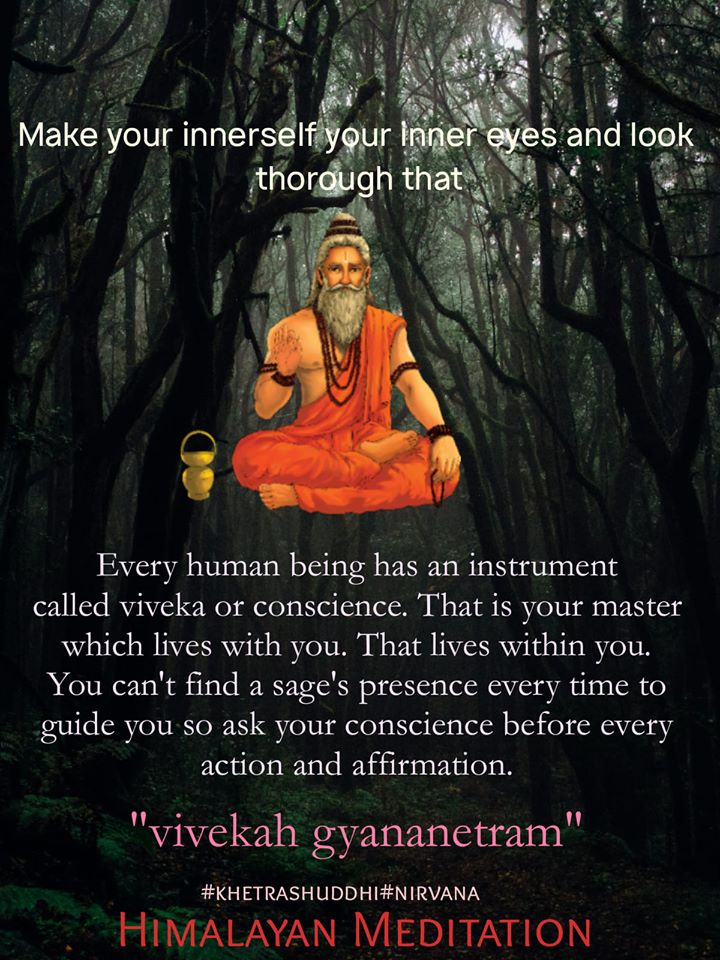 Make your innerself your Inner eyes and look
thorough that
Every human being has an instrument
called viveka or conscience. That is your master
which lives with you. That lives within you.
You can't find a sage's presence every time to
guide you so ask your conscience before every
action and affirmation.
"vivekah gyananetram"
#KHETRASHUDDHI#NIRVANA
HIMALAYAN MEDITATION